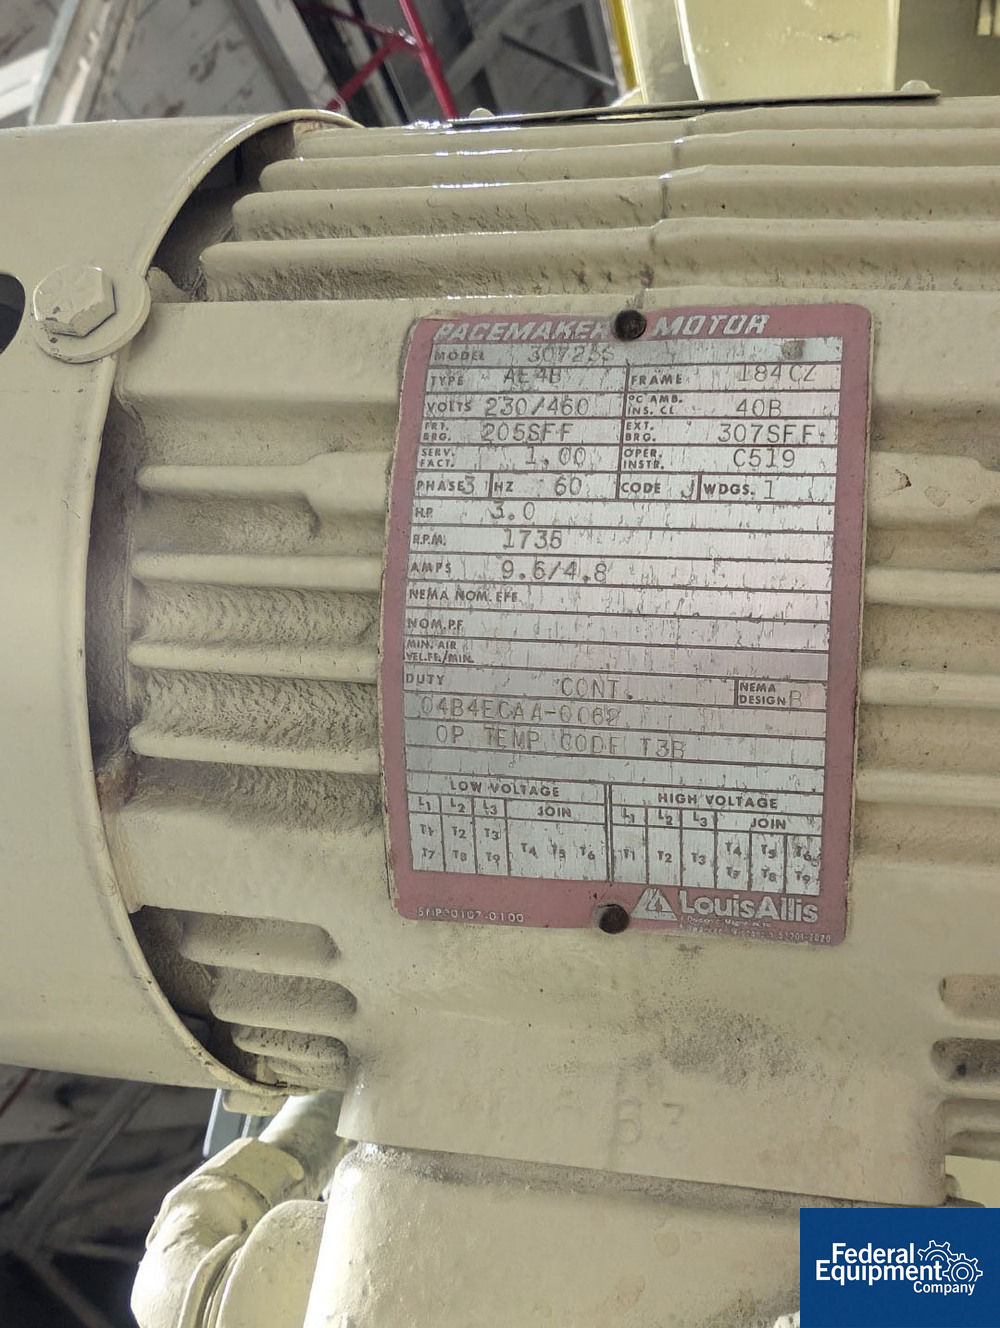 PACEMAKER MOTOR
MODEL
TYPE AE4B FRAME 184CZ
VOLTS 230/460 °C AMB. INS. CL 40B
FRT. BRG. 205SFF EXT. BRG. 307SFF
SERV. FACT. 1.00 OPER. INSTR. C519
PHASE 3 HZ 60 CODE J WDGS. 1
H.P. 3.0
R.P.M. 1735
AMPS 9.6/4.8
NEMA NOM. EFF.
NOM. P.F.
MIN. AIR VEL. FT./MIN.
DUTY CONT. NEMA DESIGN B
04B4ECAA-0062
OP TEMP CODE T3B
LOW VOLTAGE HIGH VOLTAGE
L1 L2 L3 JOIN L1 L2 L3 JOIN
T1 T2 T3 T4 T5 T6 T1 T2 T3 T4 T5 T6
T7 T8 T9 T7 T8 T9
LouisAllis
63
Federal
Equipment
Company